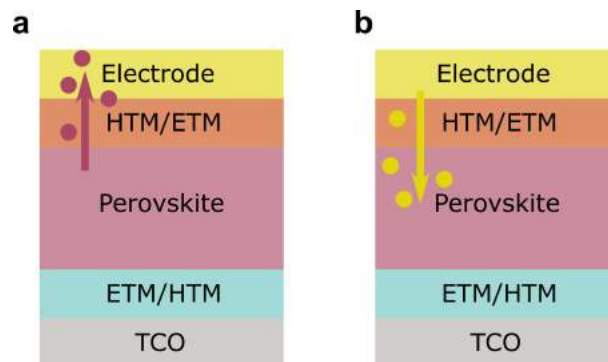 a
Electrode
HTM/ETM
Perovskite
ETM/HTM
TCO
b
Electrode
HTM/ETM
Perovskite
ETM/HTM
TCO